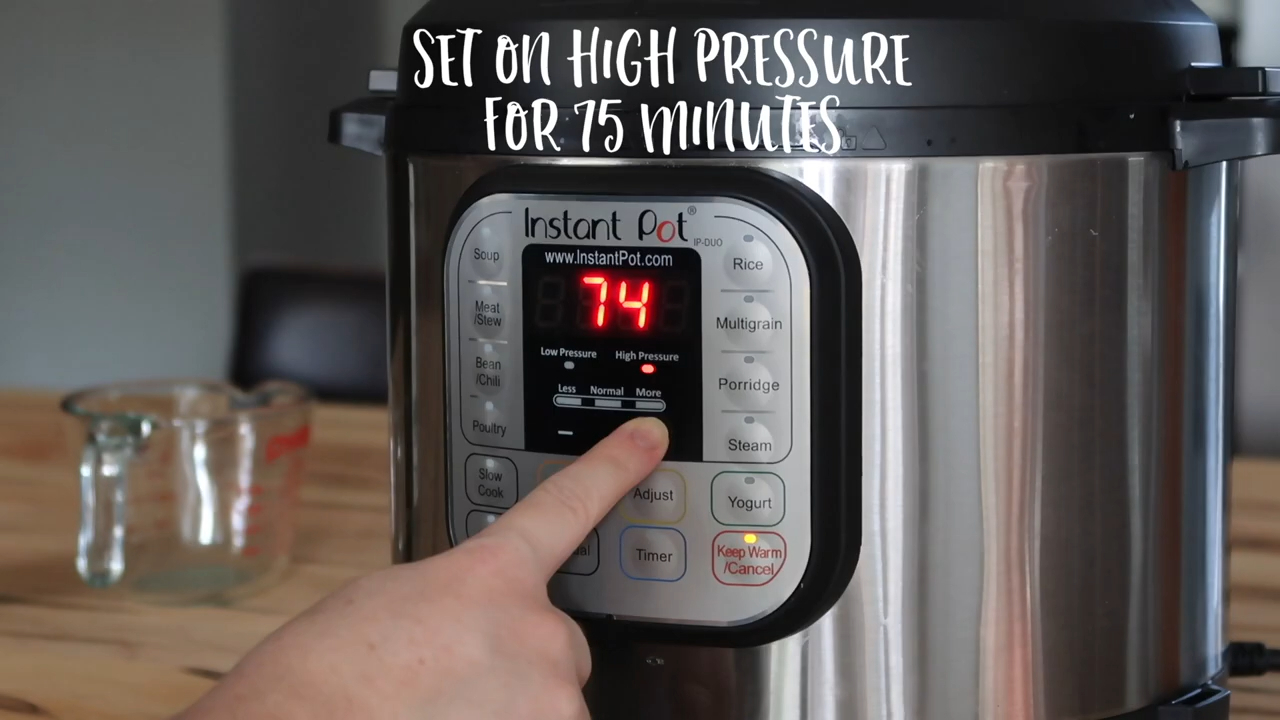 SET ON HIGH PRESSURE
FOR 75 MINUTES
Instant Pot®
IP-DUO
www.InstantPot.com
74
Low Pressure
High Pressure
Less
Normal
More
Soup
Meat
/Stew
Bean
/Chili
Poultry
Slow
Cook
Rice
Multigrain
Porridge
Steam
Adjust
Yogurt
Timer
Keep Warm
/Cancel